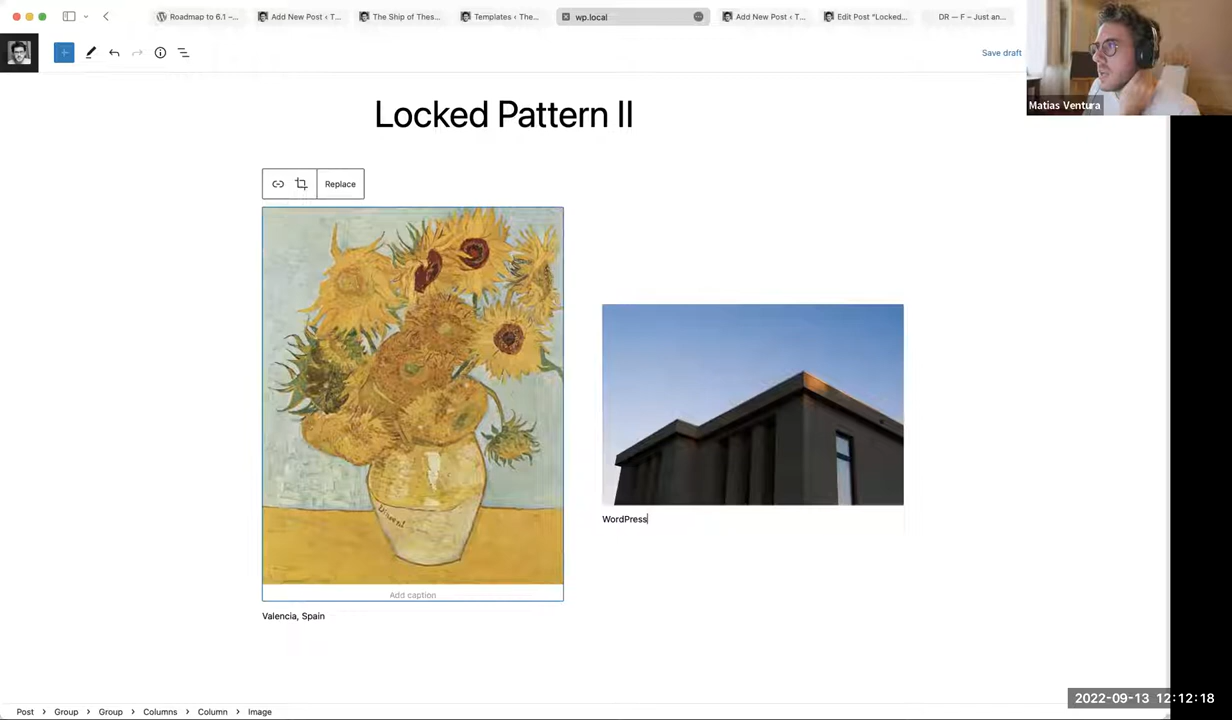 Roadmap to 6.1 –...
Add New Post ‹ T...
The Ship of Thes...
Templates ‹ The...
wp.local
Add New Post ‹ T...
Edit Post "Locked...
DR — F – Just an...
Save draft
Matias Ventura
Locked Pattern II
Replace
Vincent
WordPress
Add caption
Valencia, Spain
2022-09-13 12:12:18
Post > Group > Group > Columns > Column > Image